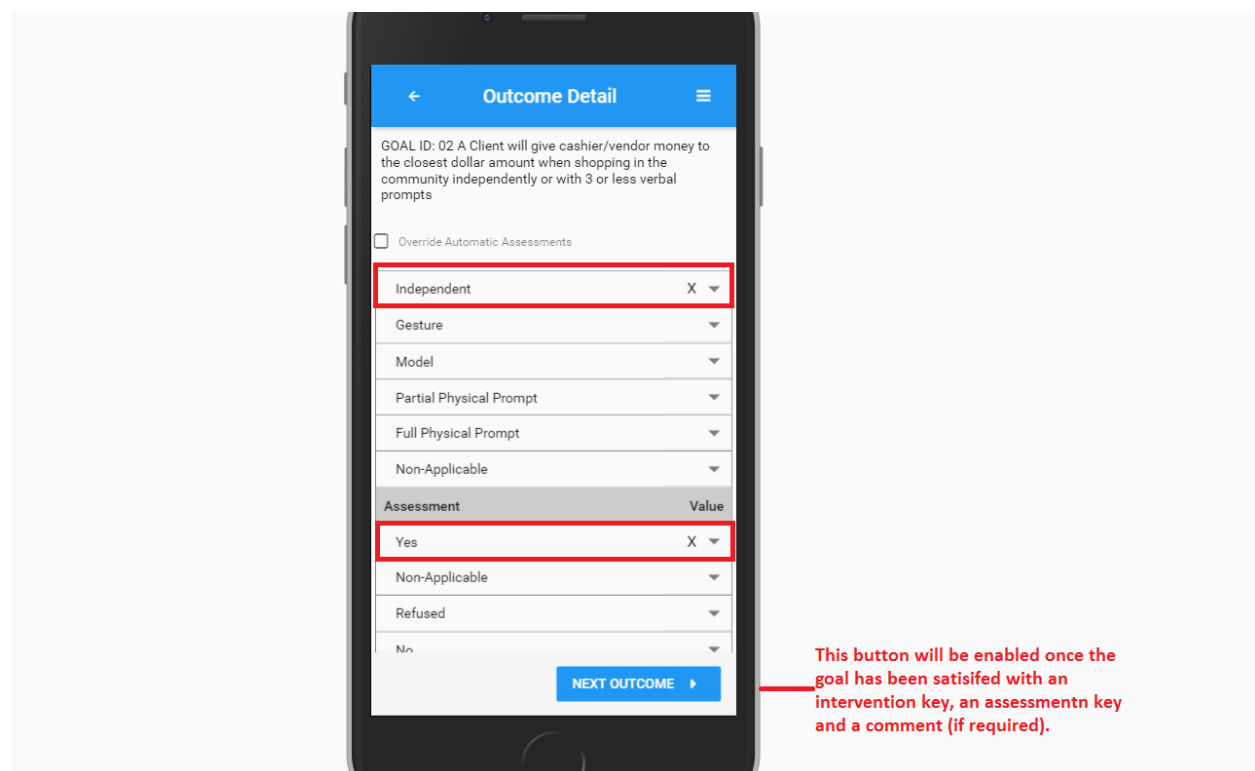 Outcome Detail
GOAL ID: 02 A Client will give cashier/vendor money to
the closest dollar amount when shopping in the
community independently or with 3 or less verbal
prompts
Override Automatic Assessments
Independent X
Gesture
Model
Partial Physical Prompt
Full Physical Prompt
Non-Applicable
Assessment Value
Yes X
Non-Applicable
Refused
No
NEXT OUTCOME
This button will be enabled once the
goal has been satisifed with an
intervention key, an assessmentn key
and a comment (if required).